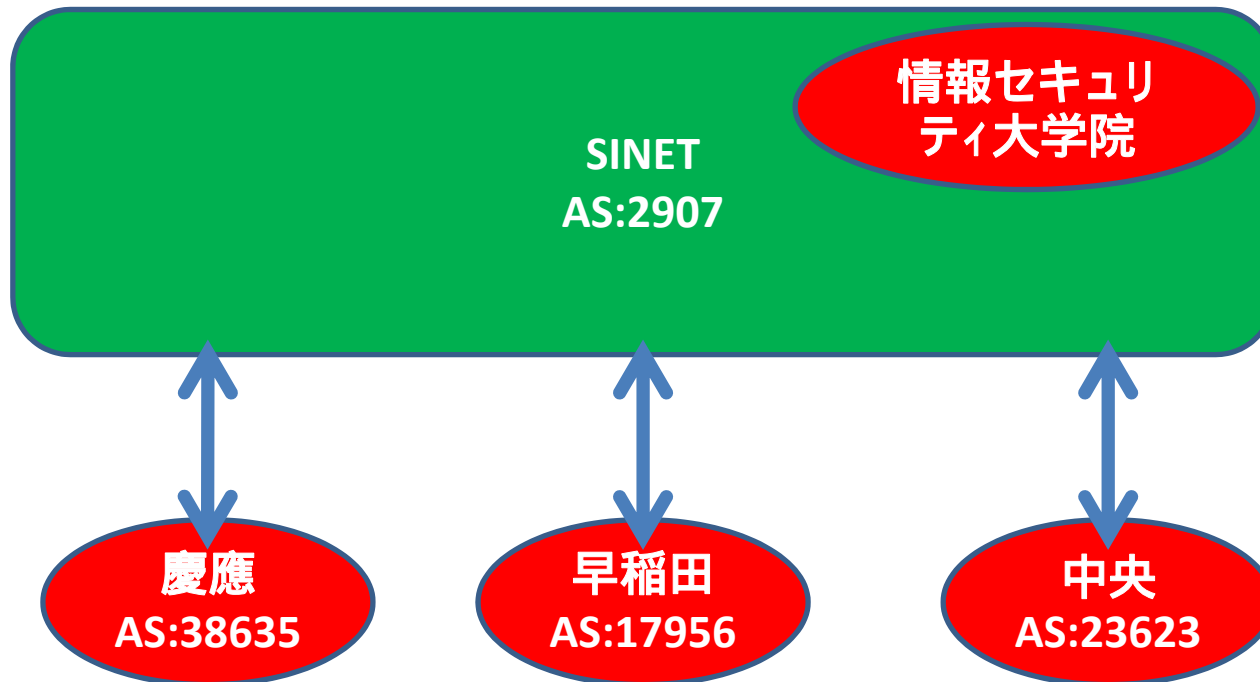 情報セキュリ
ティ大学院
SINET
AS:2907
慶應
AS:38635
早稲田
AS:17956
中央
AS:23623